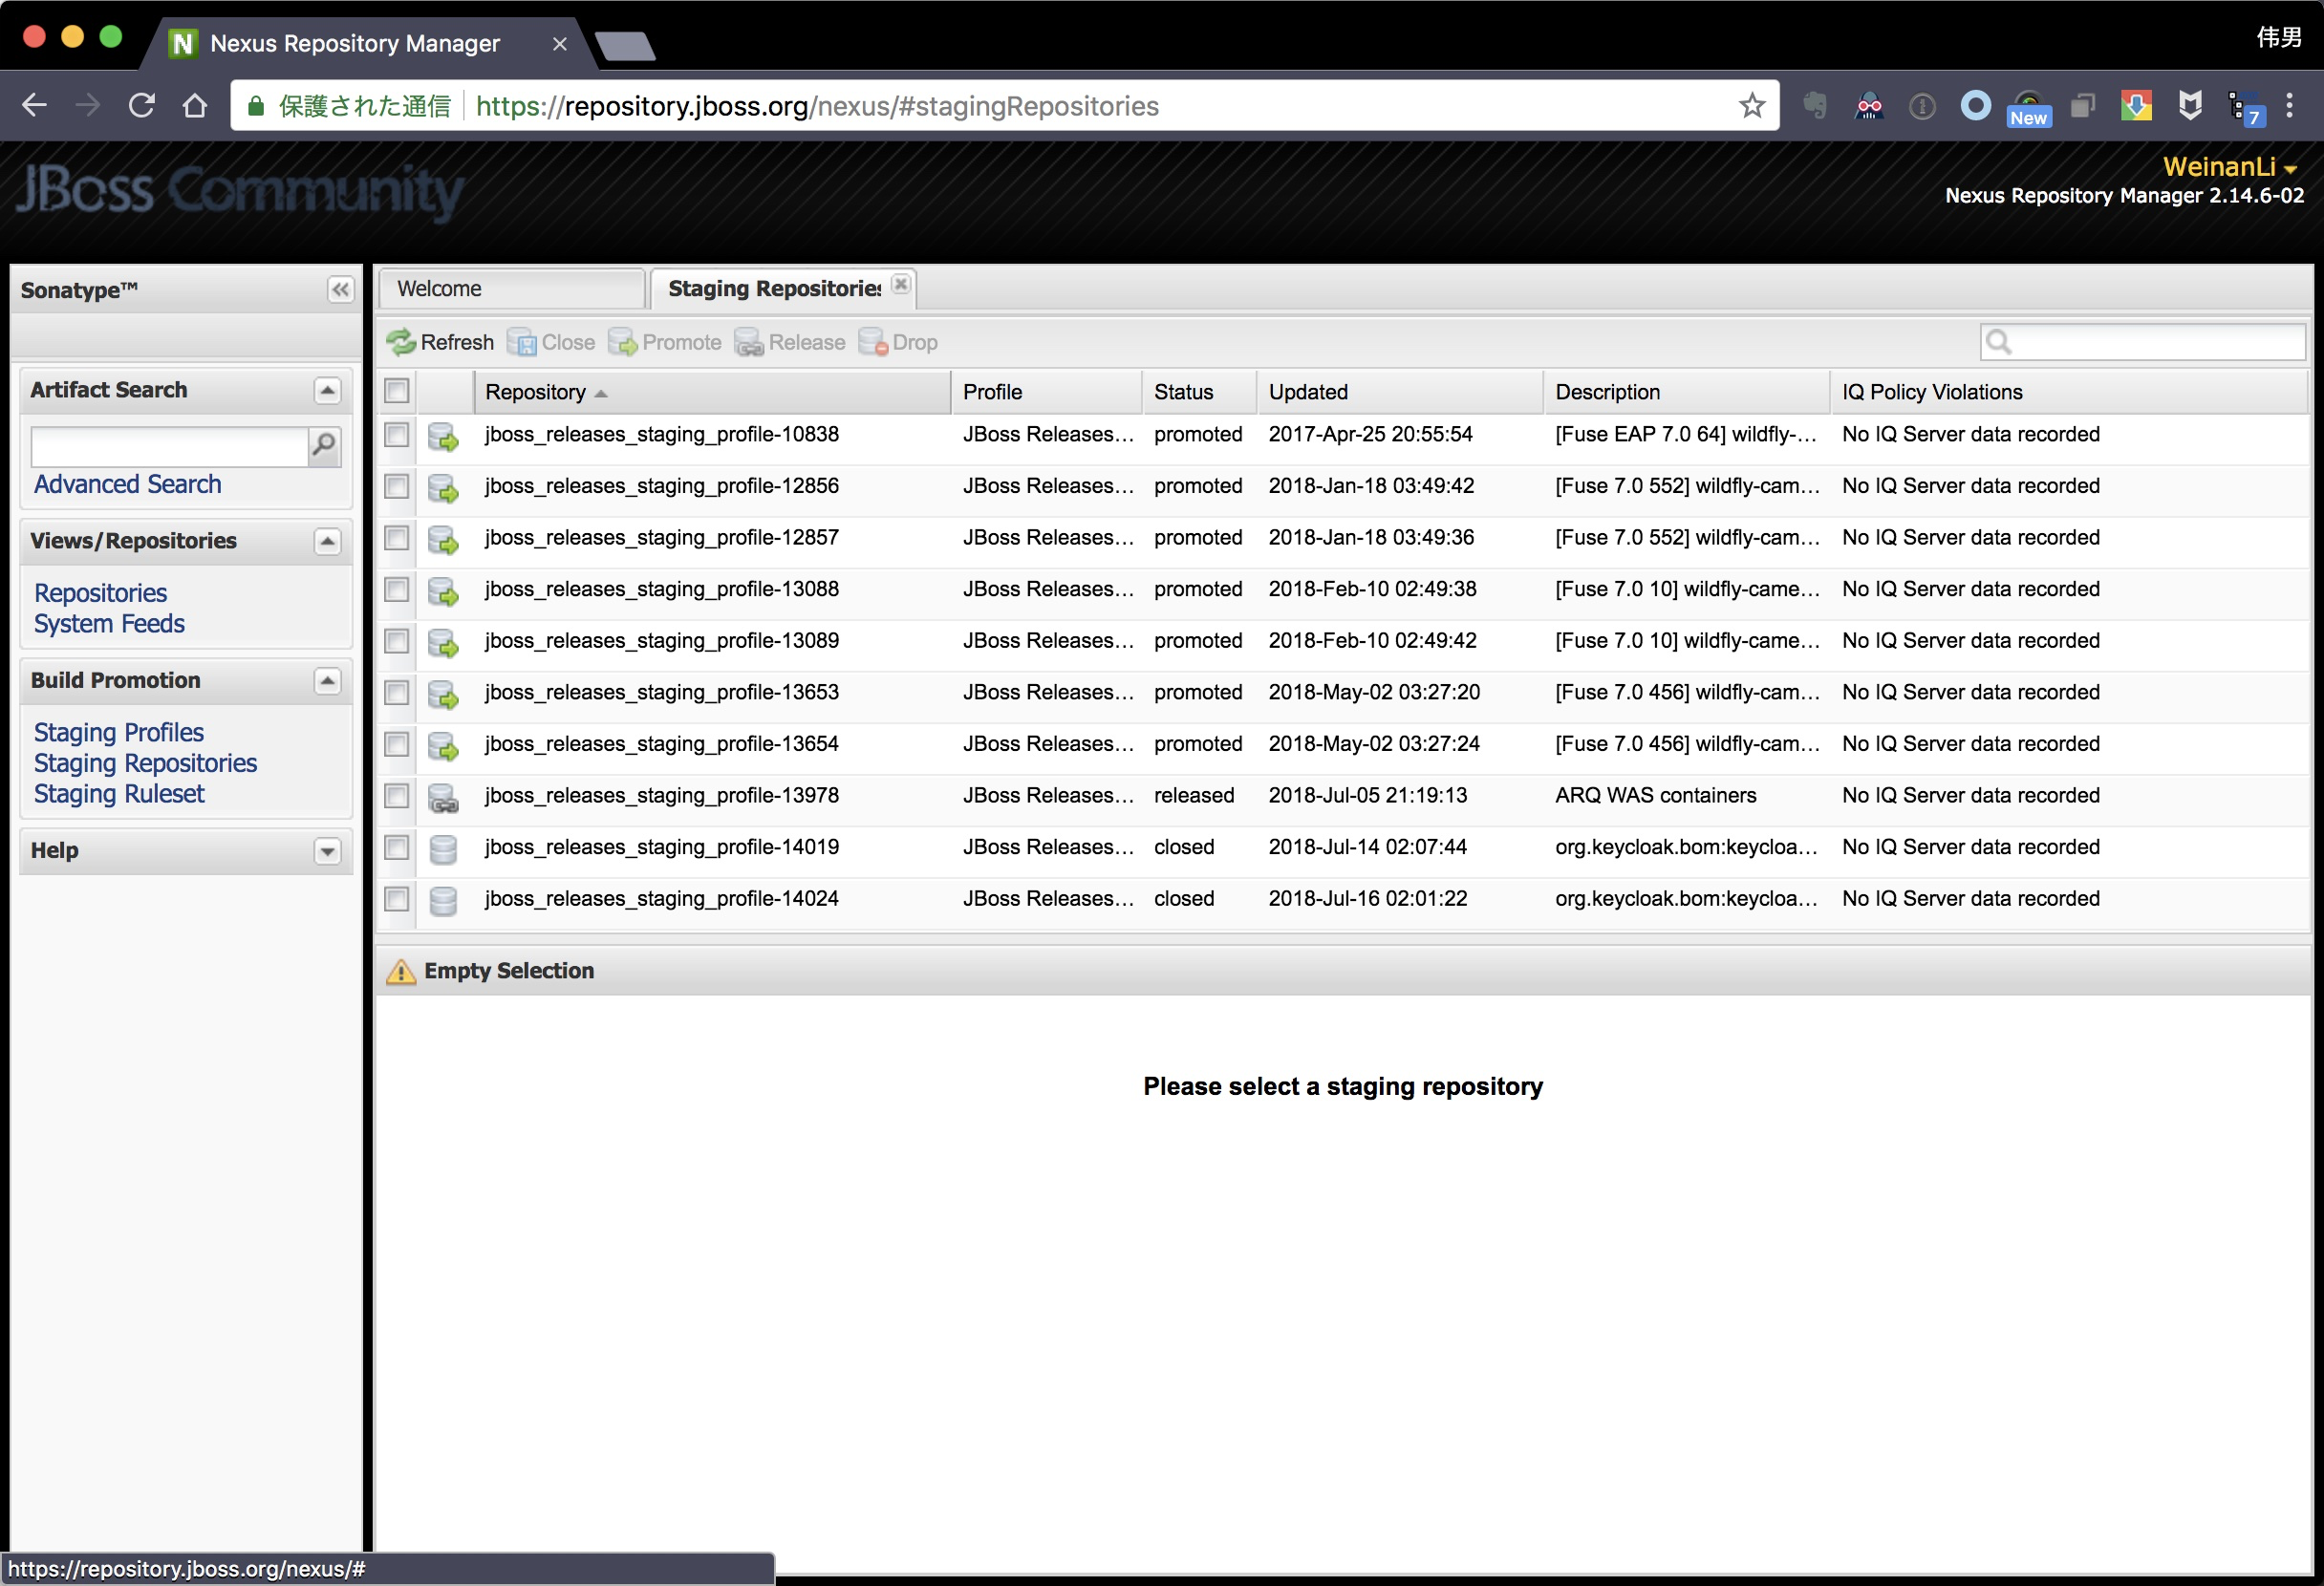 Nexus Repository Manager
伟男
保護された通信 https://repository.jboss.org/nexus/#stagingRepositories
New
7
JBoss Community
WeinanLi
Nexus Repository Manager 2.14.6-02
Sonatype™
Artifact Search
Advanced Search
Views/Repositories
Repositories
System Feeds
Build Promotion
Staging Profiles
Staging Repositories
Staging Ruleset
Help
Welcome
Staging Repositories
Refresh Close Promote Release Drop
Repository Profile Status Updated Description IQ Policy Violations
jboss_releases_staging_profile-10838 JBoss Releases... promoted 2017-Apr-25 20:55:54 [Fuse EAP 7.0 64] wildfly-... No IQ Server data recorded
jboss_releases_staging_profile-12856 JBoss Releases... promoted 2018-Jan-18 03:49:42 [Fuse 7.0 552] wildfly-cam... No IQ Server data recorded
jboss_releases_staging_profile-12857 JBoss Releases... promoted 2018-Jan-18 03:49:36 [Fuse 7.0 552] wildfly-cam... No IQ Server data recorded
jboss_releases_staging_profile-13088 JBoss Releases... promoted 2018-Feb-10 02:49:38 [Fuse 7.0 10] wildfly-came... No IQ Server data recorded
jboss_releases_staging_profile-13089 JBoss Releases... promoted 2018-Feb-10 02:49:42 [Fuse 7.0 10] wildfly-came... No IQ Server data recorded
jboss_releases_staging_profile-13653 JBoss Releases... promoted 2018-May-02 03:27:20 [Fuse 7.0 456] wildfly-cam... No IQ Server data recorded
jboss_releases_staging_profile-13654 JBoss Releases... promoted 2018-May-02 03:27:24 [Fuse 7.0 456] wildfly-cam... No IQ Server data recorded
jboss_releases_staging_profile-13978 JBoss Releases... released 2018-Jul-05 21:19:13 ARQ WAS containers No IQ Server data recorded
jboss_releases_staging_profile-14019 JBoss Releases... closed 2018-Jul-14 02:07:44 org.keycloak.bom:keycloa... No IQ Server data recorded
jboss_releases_staging_profile-14024 JBoss Releases... closed 2018-Jul-16 02:01:22 org.keycloak.bom:keycloa... No IQ Server data recorded
Empty Selection
Please select a staging repository
https://repository.jboss.org/nexus/#